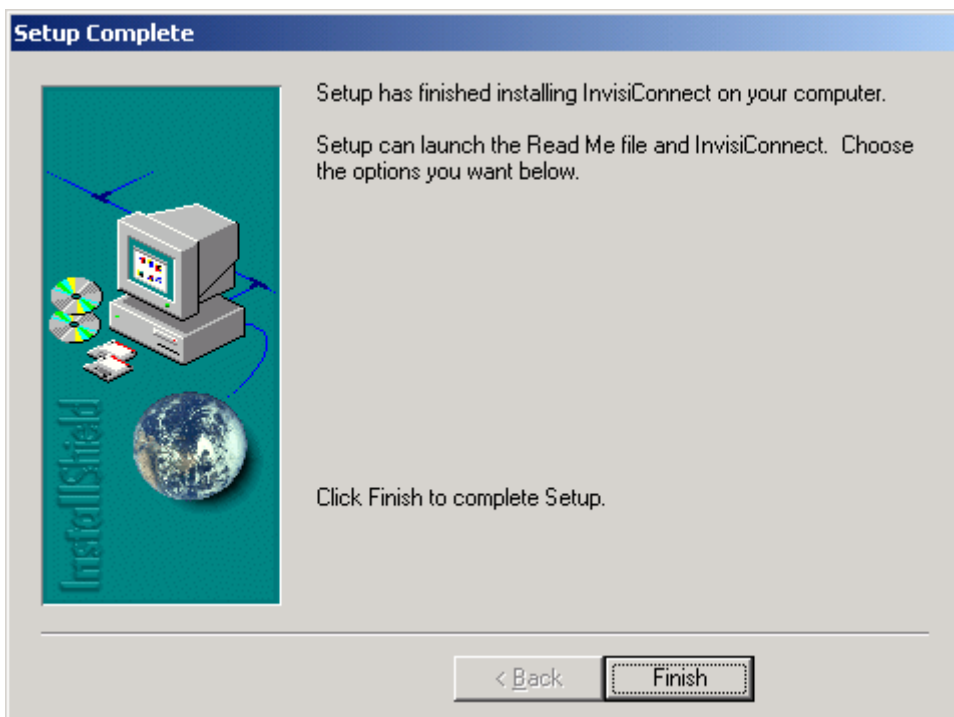 Setup Complete
Setup has finished installing InvisiConnect on your computer.
Setup can launch the Read Me file and InvisiConnect.  Choose
the options you want below.
InstallShield
Click Finish to complete Setup.
< Back
Finish